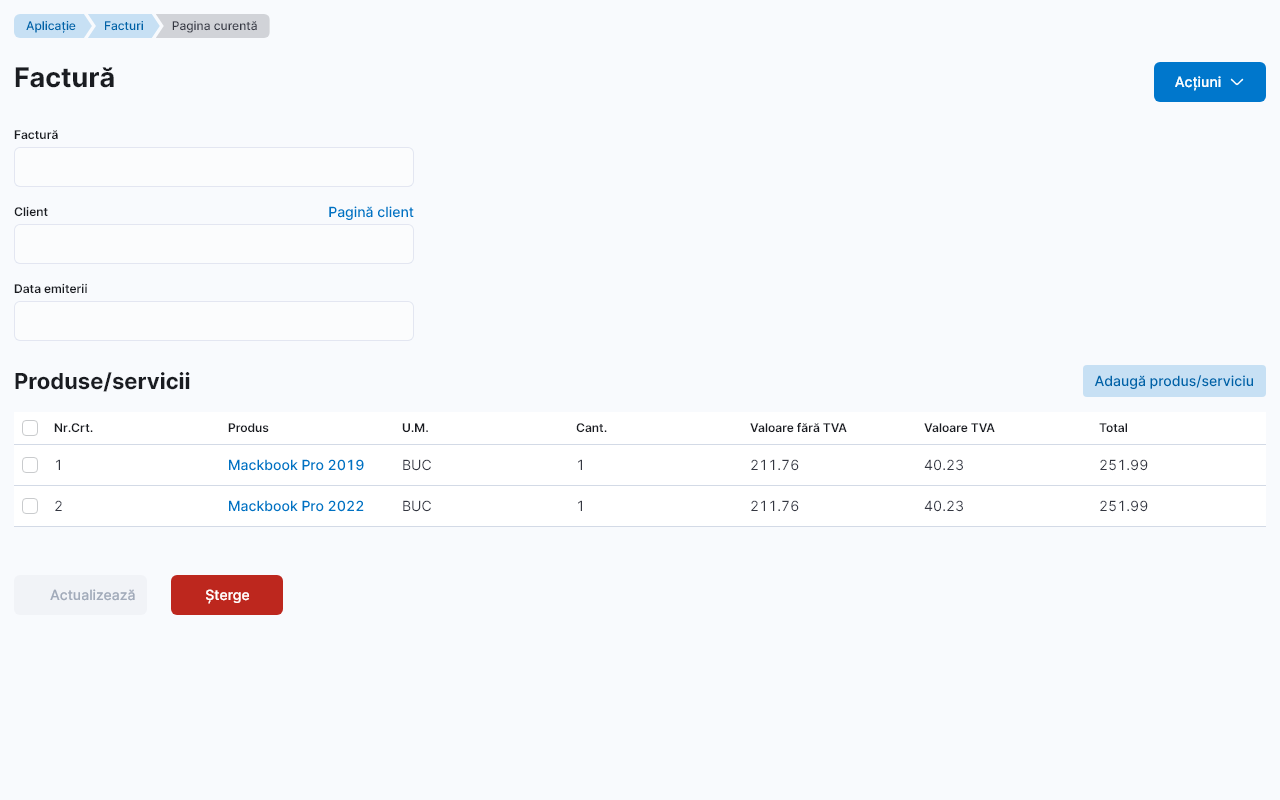 Aplicație Facturi Pagina curentă
Factură
Acțiuni
Factură
Client Pagină client
Data emiterii
Produse/servicii
Adaugă produs/serviciu
Nr.Crt. Produs U.M. Cant. Valoare fără TVA Valoare TVA Total
1 Mackbook Pro 2019 BUC 1 211.76 40.23 251.99
2 Mackbook Pro 2022 BUC 1 211.76 40.23 251.99
Actualizează Șterge